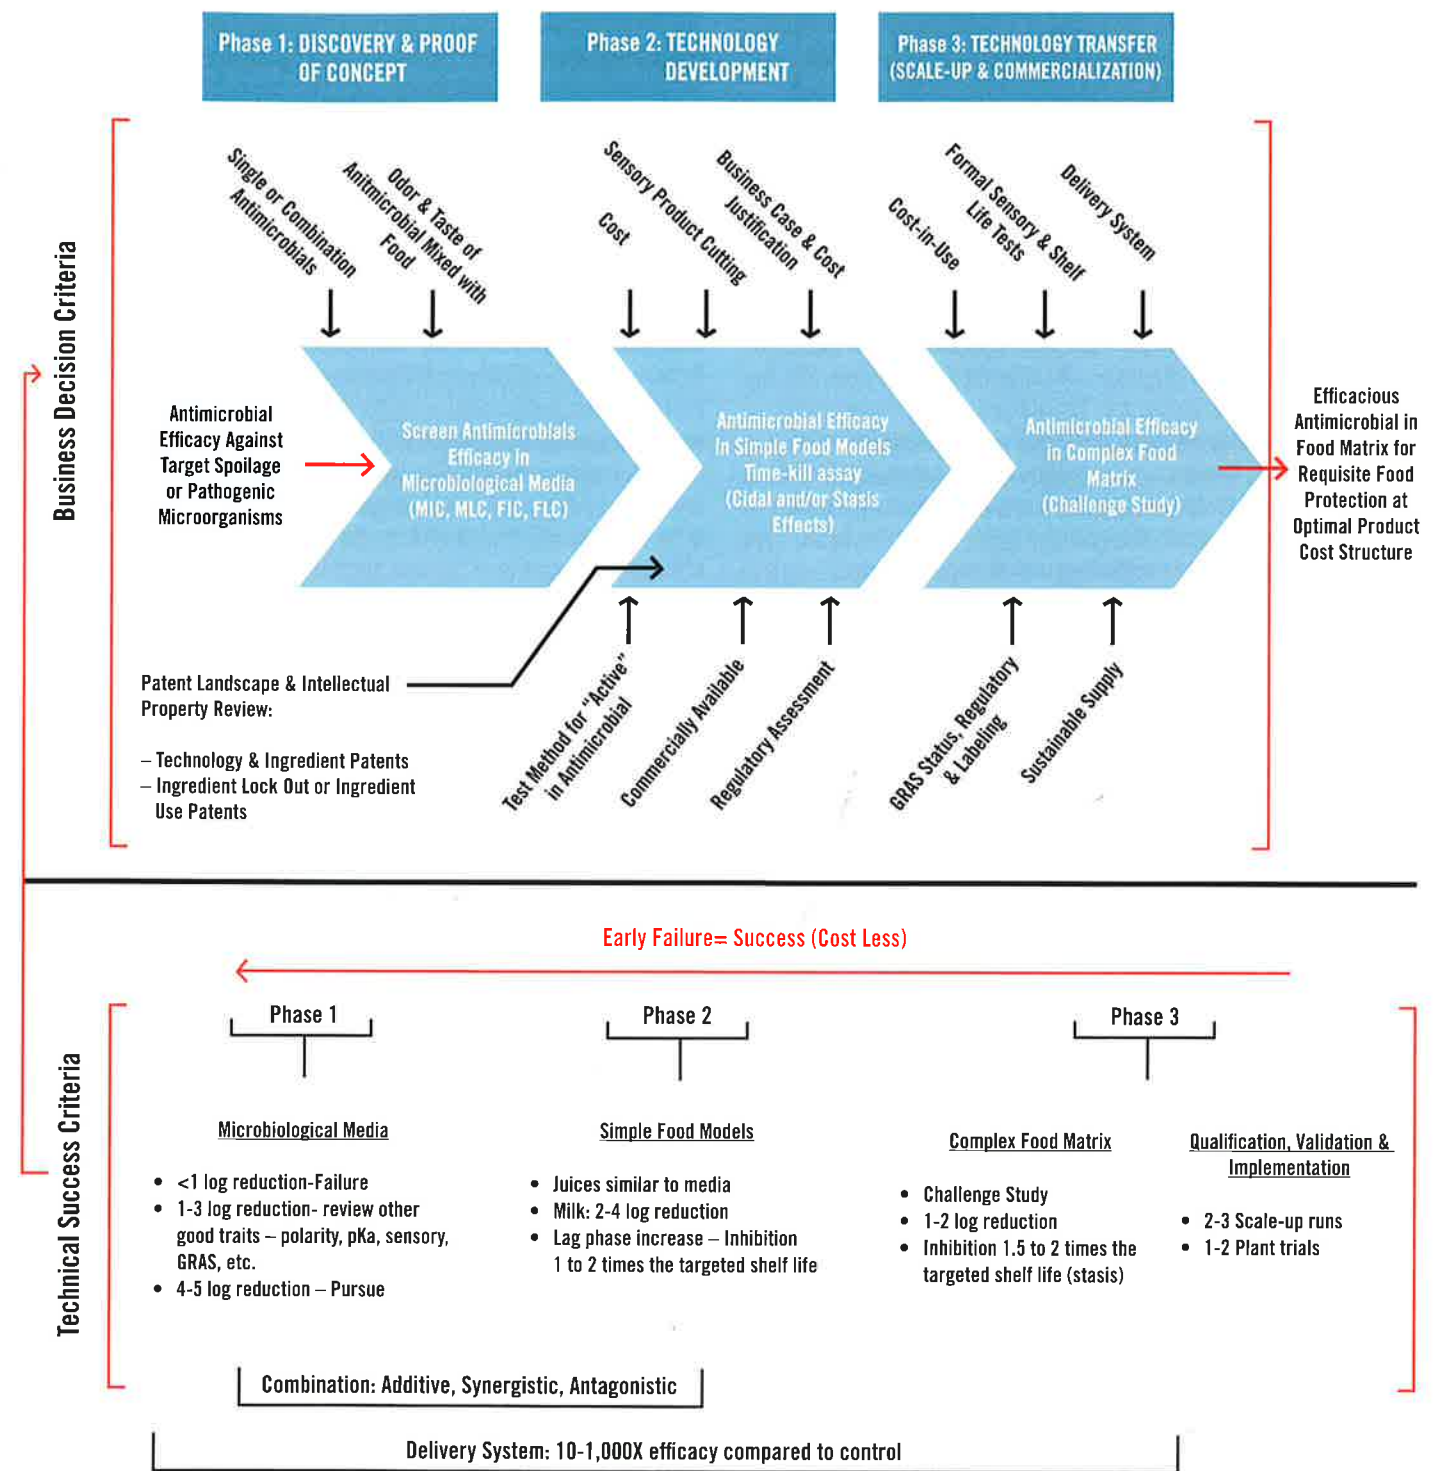 Phase 1: DISCOVERY & PROOF
OF CONCEPT
Phase 2: TECHNOLOGY
DEVELOPMENT
Phase 3: TECHNOLOGY TRANSFER
(SCALE-UP & COMMERCIALIZATION)
Business Decision Criteria
Single or Combination
Antimicrobials
Odor & Taste of
Anitmicrobial Mixed with
Food
Cost
Sensory Product Cutting
Business Case & Cost
Justification
Cost-in-Use
Formal Sensory & Shelf
Life Tests
Delivery System
Antimicrobial
Efficacy Against
Target Spoilage
or Pathogenic
Microorganisms
Screen Antimicrobials
Efficacy in
Microbiological Media
(MIC, MLC, FIC, FLC)
Antimicrobial Efficacy
In Simple Food Models
Time-kill assay
(Cidal and/or Stasis
Effects)
Antimicrobial Efficacy
in Complex Food
Matrix
(Challenge Study)
Efficacious
Antimicrobial in
Food Matrix for
Requisite Food
Protection at
Optimal Product
Cost Structure
Patent Landscape & Intellectual
Property Review:
– Technology & Ingredient Patents
– Ingredient Lock Out or Ingredient
Use Patents
Test Method for "Active"
in Antimicrobial
Commercially Available
Regulatory Assessment
GRAS Status, Regulatory
& Labeling
Sustainable Supply
Early Failure= Success (Cost Less)
Technical Success Criteria
Phase 1
Phase 2
Phase 3
Microbiological Media
• <1 log reduction-Failure
• 1-3 log reduction- review other
good traits – polarity, pKa, sensory,
GRAS, etc.
• 4-5 log reduction – Pursue
Simple Food Models
• Juices similar to media
• Milk: 2-4 log reduction
• Lag phase increase – Inhibition
1 to 2 times the targeted shelf life
Complex Food Matrix
• Challenge Study
• 1-2 log reduction
• Inhibition 1.5 to 2 times the
targeted shelf life (stasis)
Qualification, Validation &
Implementation
• 2-3 Scale-up runs
• 1-2 Plant trials
Combination: Additive, Synergistic, Antagonistic
Delivery System: 10-1,000X efficacy compared to control